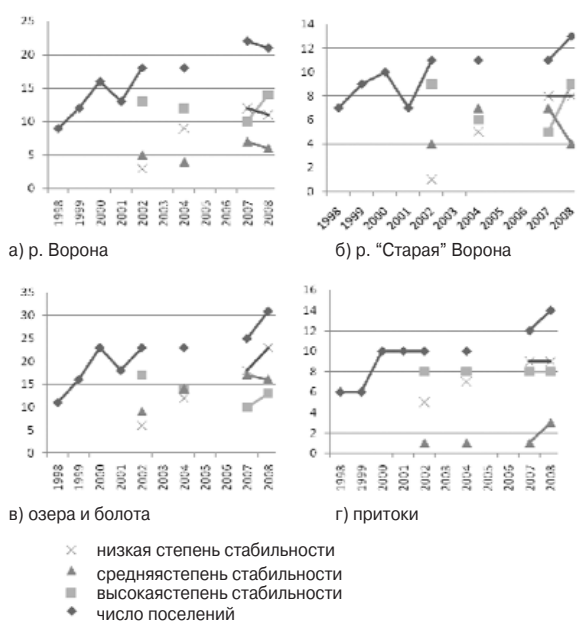 25
20
15
10
5
0
1998 1999 2000 2001 2002 2003 2004 2005 2006 2007 2008
а) р. Ворона
14
12
10
8
6
4
2
0
1998 1999 2000 2001 2002 2003 2004 2005 2006 2007 2008
б) р. “Старая” Ворона
35
30
25
20
15
10
5
0
1998 1999 2000 2001 2002 2003 2004 2005 2006 2007 2008
в) озера и болота
16
14
12
10
8
6
4
2
0
1998 1999 2000 2001 2002 2003 2004 2005 2006 2007 2008
г) притоки
низкая степень стабильности
средняястепень стабильности
высокаястепень стабильности
число поселений